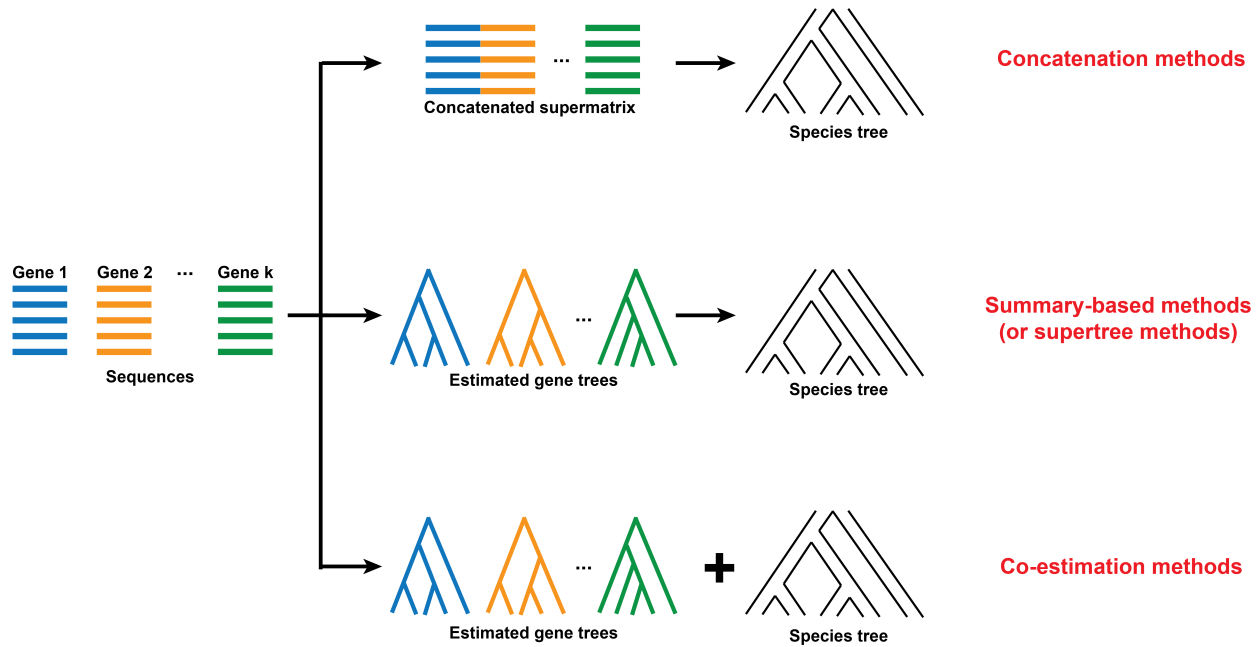 Concatenated supermatrix
Species tree
Concatenation methods
Gene 1 Gene 2 ... Gene k
Sequences
...
Estimated gene trees
...
Species tree
Summary-based methods
(or supertree methods)
Estimated gene trees
...
+
Species tree
Co-estimation methods